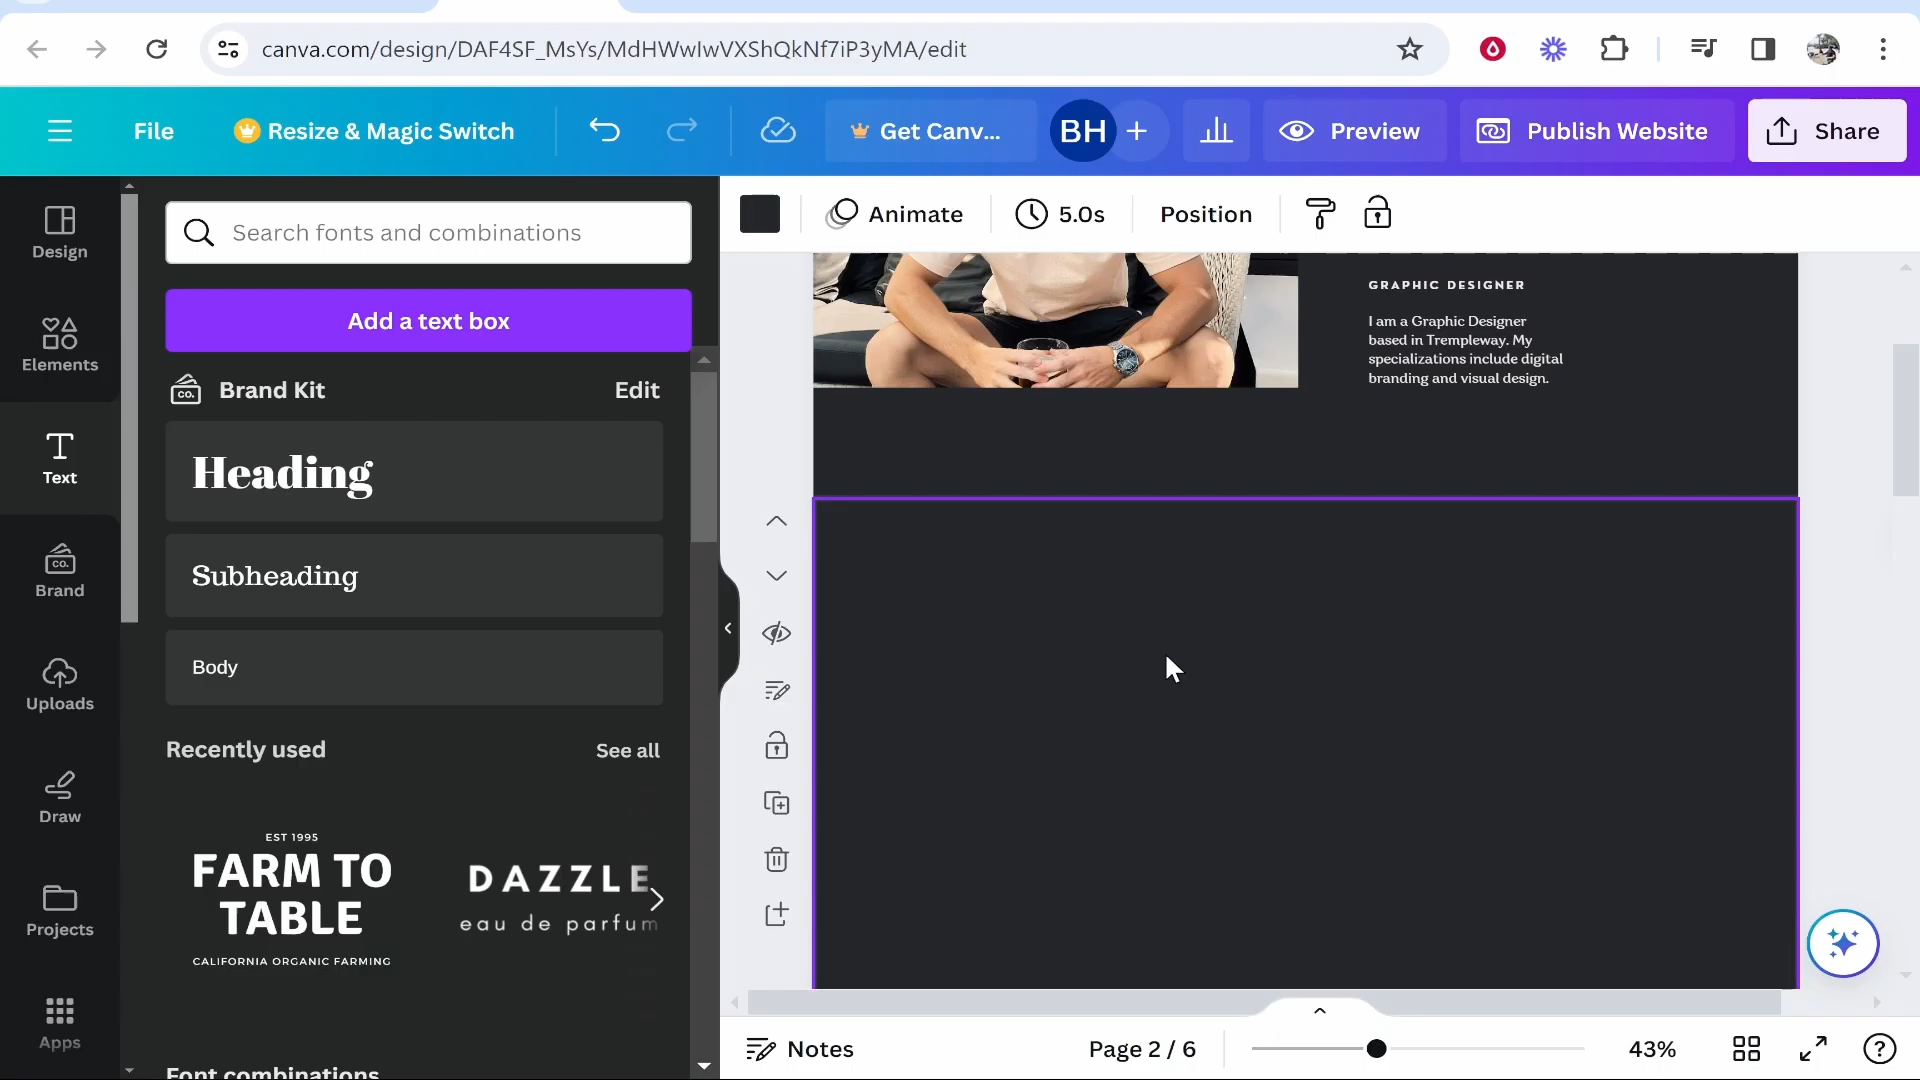 canva.com/design/DAF4SF_MsYs/MdHWwIwVXShQkNf7iP3yMA/edit
File
Resize & Magic Switch
Get Canv...
BH
Preview
Publish Website
Share
Design
Elements
Text
Brand
Uploads
Draw
Projects
Apps
Search fonts and combinations
Add a text box
Brand Kit
Edit
Heading
Subheading
Body
Recently used
See all
EST 1995
FARM TO
TABLE
CALIFORNIA ORGANIC FARMING
DAZZLE
eau de parfum
Font combinations
Animate
5.0s
Position
GRAPHIC DESIGNER
I am a Graphic Designer
based in Trempleway. My
specializations include digital
branding and visual design.
Notes
Page 2 / 6
43%